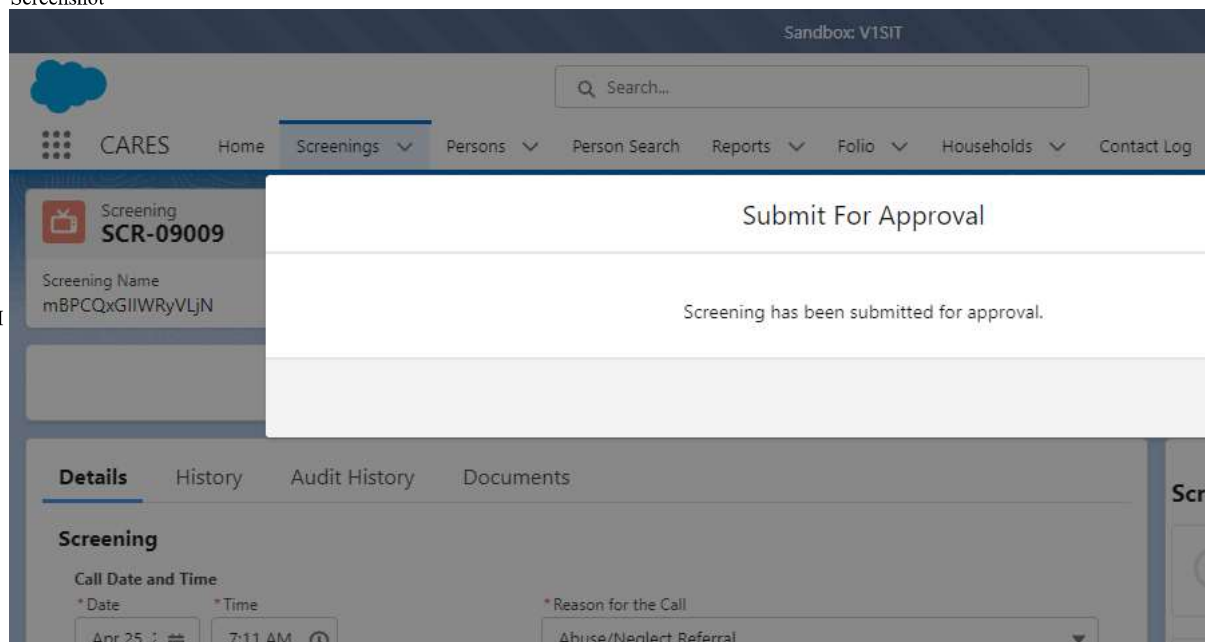 Screenshot
Sandbox: V1SIT
Search...
CARES Home Screenings Persons Person Search Reports Folio Households Contact Log
Screening
SCR-09009
Submit For Approval
Screening Name
mBPCQxGIIWRyVLjN
Screening has been submitted for approval.
Details History Audit History Documents
Scr
Screening
Call Date and Time
*Date *Time *Reason for the Call
Apr 25 7:11 AM Abuse/Neglect Referral